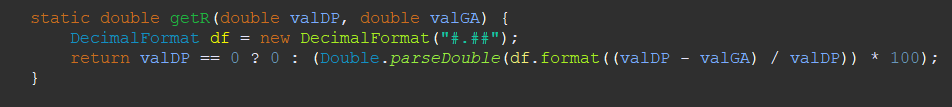 static double getR(double valDP, double valGA) {
DecimalFormat df = new DecimalFormat("#.##");
return valDP == 0 ? 0 : (Double.parseDouble(df.format((valDP - valGA) / valDP)) * 100);
}